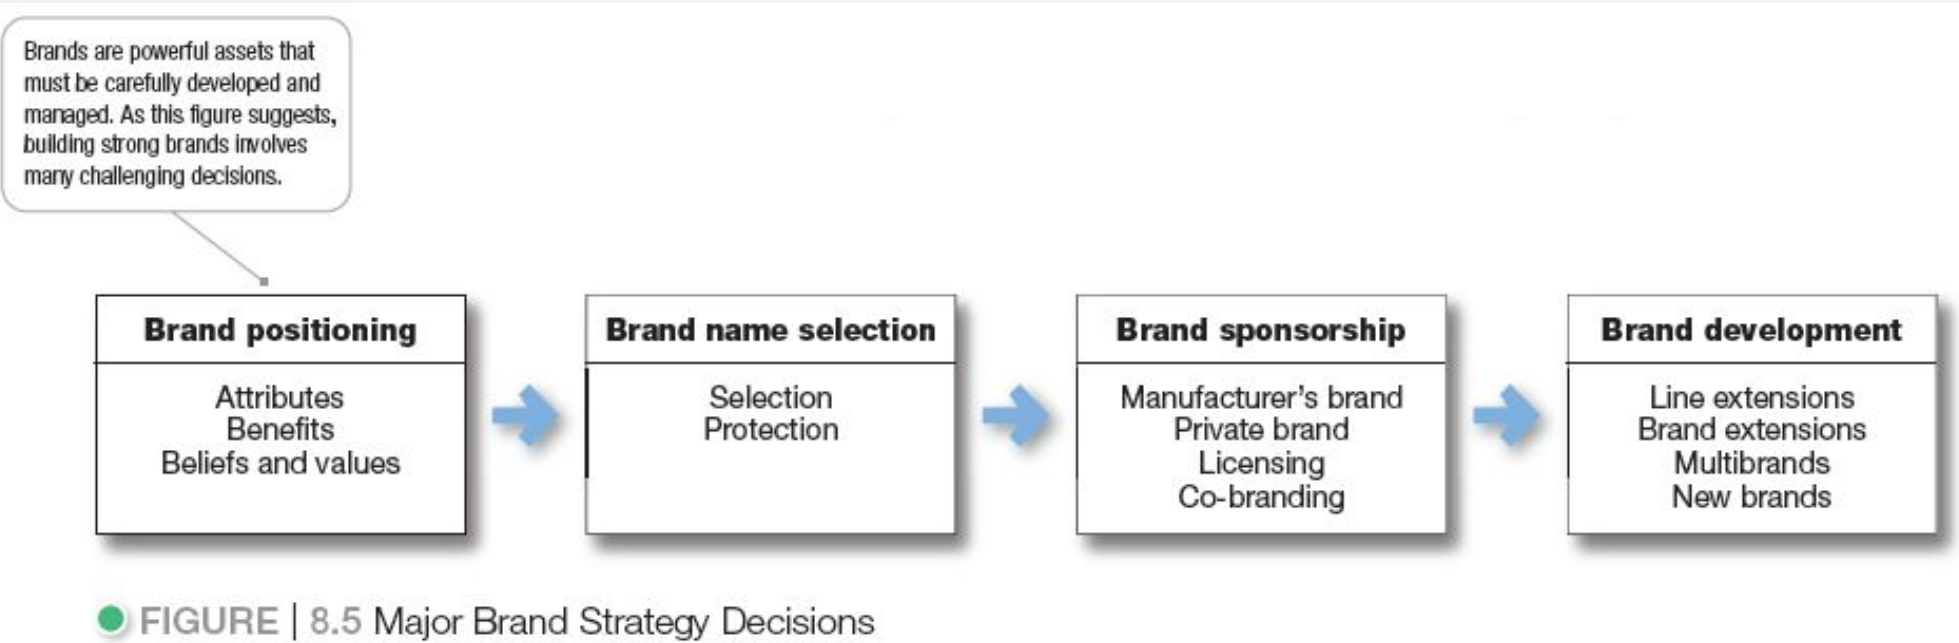 Brands are powerful assets that
must be carefully developed and
managed. As this figure suggests,
building strong brands involves
many challenging decisions.
Brand positioning
Attributes
Benefits
Beliefs and values
Brand name selection
Selection
Protection
Brand sponsorship
Manufacturer's brand
Private brand
Licensing
Co-branding
Brand development
Line extensions
Brand extensions
Multibrands
New brands
FIGURE | 8.5 Major Brand Strategy Decisions